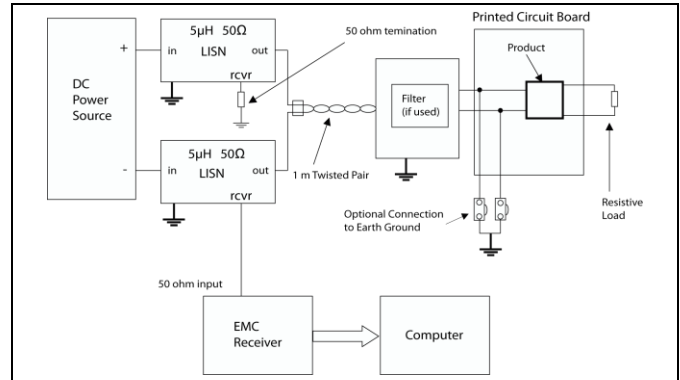 Printed Circuit Board
5µH 50Ω
in
out
LISN
rcvr
50 ohm temination
Product
+
DC
Power
Source
-
Filter
(if used)
5µH 50Ω
in
out
LISN
rcvr
1 m Twisted Pair
Optional Connection
to Earth Ground
Resistive
Load
50 ohm input
EMC
Receiver
Computer